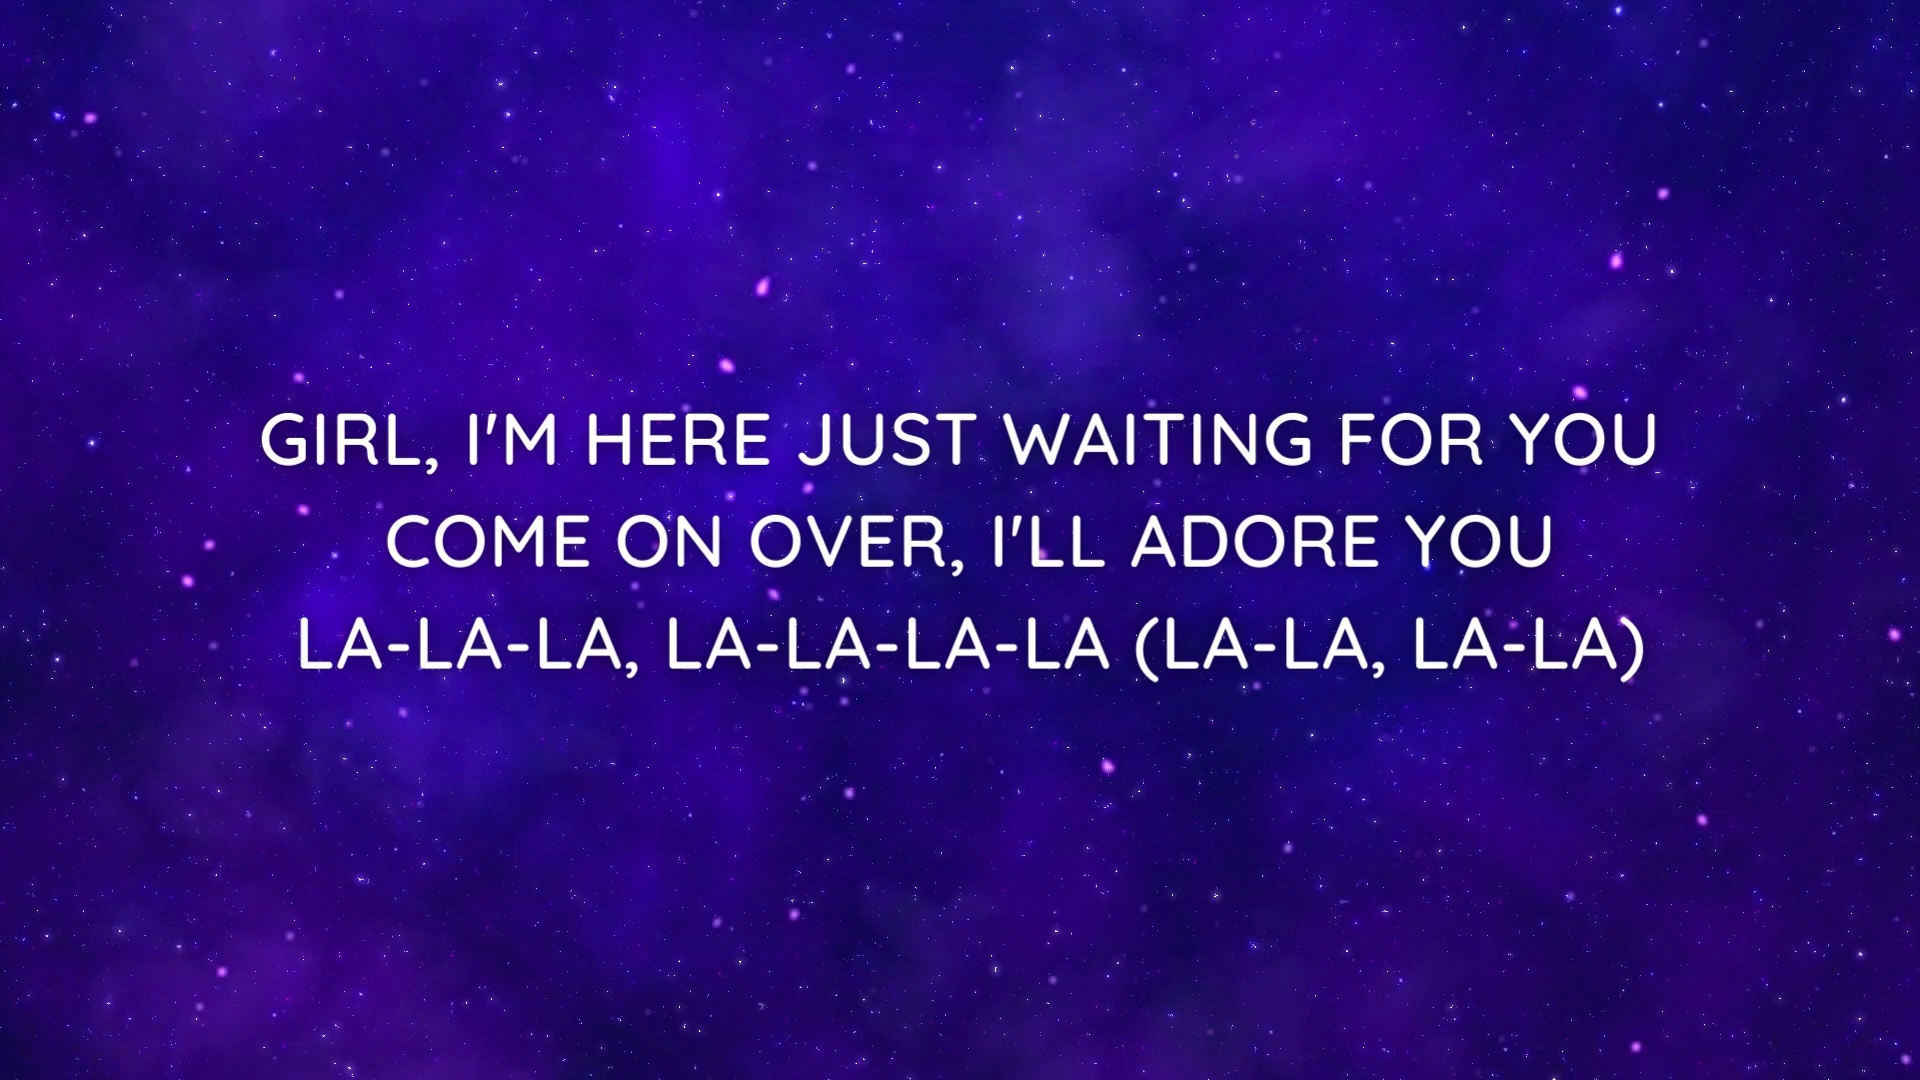 GIRL, I'M HERE JUST WAITING FOR YOU
COME ON OVER, I'LL ADORE YOU
LA-LA-LA, LA-LA-LA-LA (LA-LA, LA-LA)